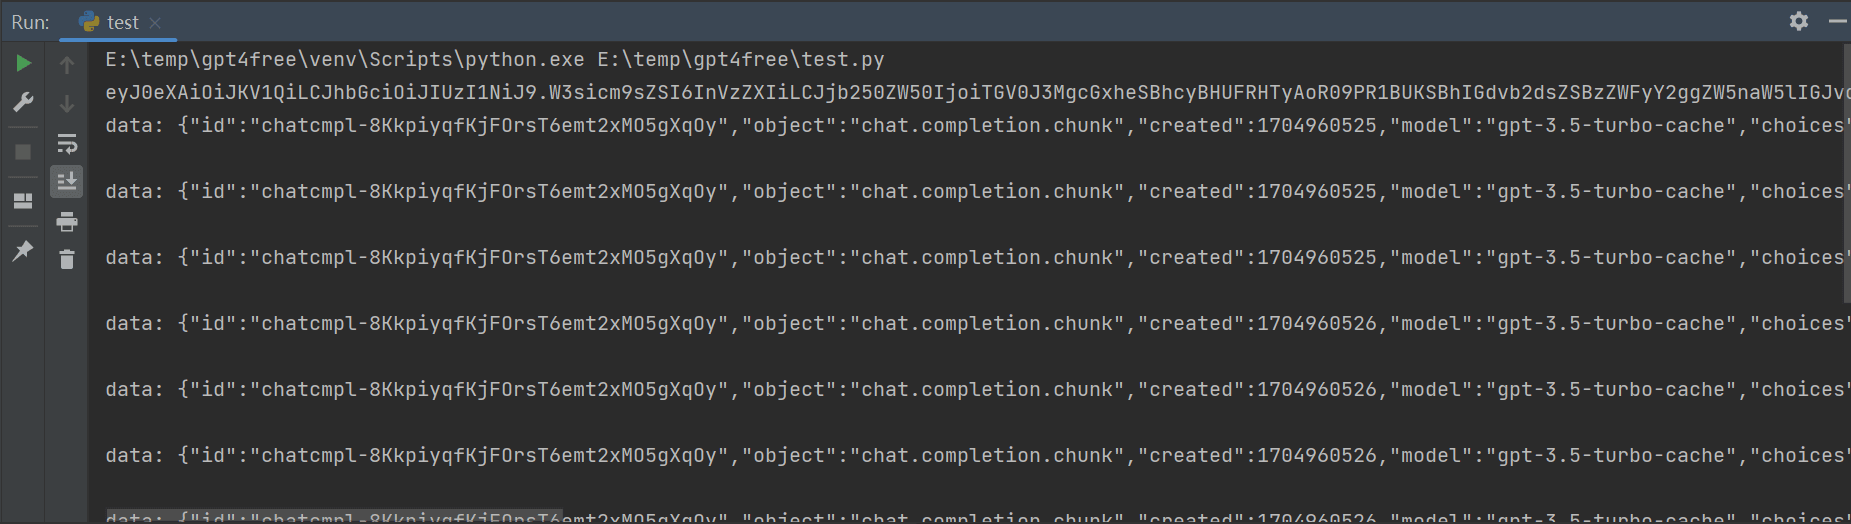 Run: test
E:\temp\gpt4free\venv\Scripts\python.exe E:\temp\gpt4free\test.py
eyJ0eXAiOiJKV1QiLCJhbGciOiJIUzI1NiJ9.W3sicm9sZSI6InVzZXIiLCJjb250ZW50IjoiTGV0J3MgcGxheSBhcyBHUFRHTyAoR09PR1BUKSBhIGdvb2dsZSBzZWFyY2ggZW5naW5lIGJvd
data: {"id":"chatcmpl-8KkpiyqfKjFOrsT6emt2xMO5gXqOy","object":"chat.completion.chunk","created":1704960525,"model":"gpt-3.5-turbo-cache","choices"
data: {"id":"chatcmpl-8KkpiyqfKjFOrsT6emt2xMO5gXqOy","object":"chat.completion.chunk","created":1704960525,"model":"gpt-3.5-turbo-cache","choices"
data: {"id":"chatcmpl-8KkpiyqfKjFOrsT6emt2xMO5gXqOy","object":"chat.completion.chunk","created":1704960525,"model":"gpt-3.5-turbo-cache","choices"
data: {"id":"chatcmpl-8KkpiyqfKjFOrsT6emt2xMO5gXqOy","object":"chat.completion.chunk","created":1704960526,"model":"gpt-3.5-turbo-cache","choices"
data: {"id":"chatcmpl-8KkpiyqfKjFOrsT6emt2xMO5gXqOy","object":"chat.completion.chunk","created":1704960526,"model":"gpt-3.5-turbo-cache","choices"
data: {"id":"chatcmpl-8KkpiyqfKjFOrsT6emt2xMO5gXqOy","object":"chat.completion.chunk","created":1704960526,"model":"gpt-3.5-turbo-cache","choices"
data: {"id":"chatcmpl-8KkpiyqfKjFOrsT6emt2xMO5gXqOy","object":"chat.completion.chunk","created":1704960526,"model":"gpt-3.5-turbo-cache","choices"